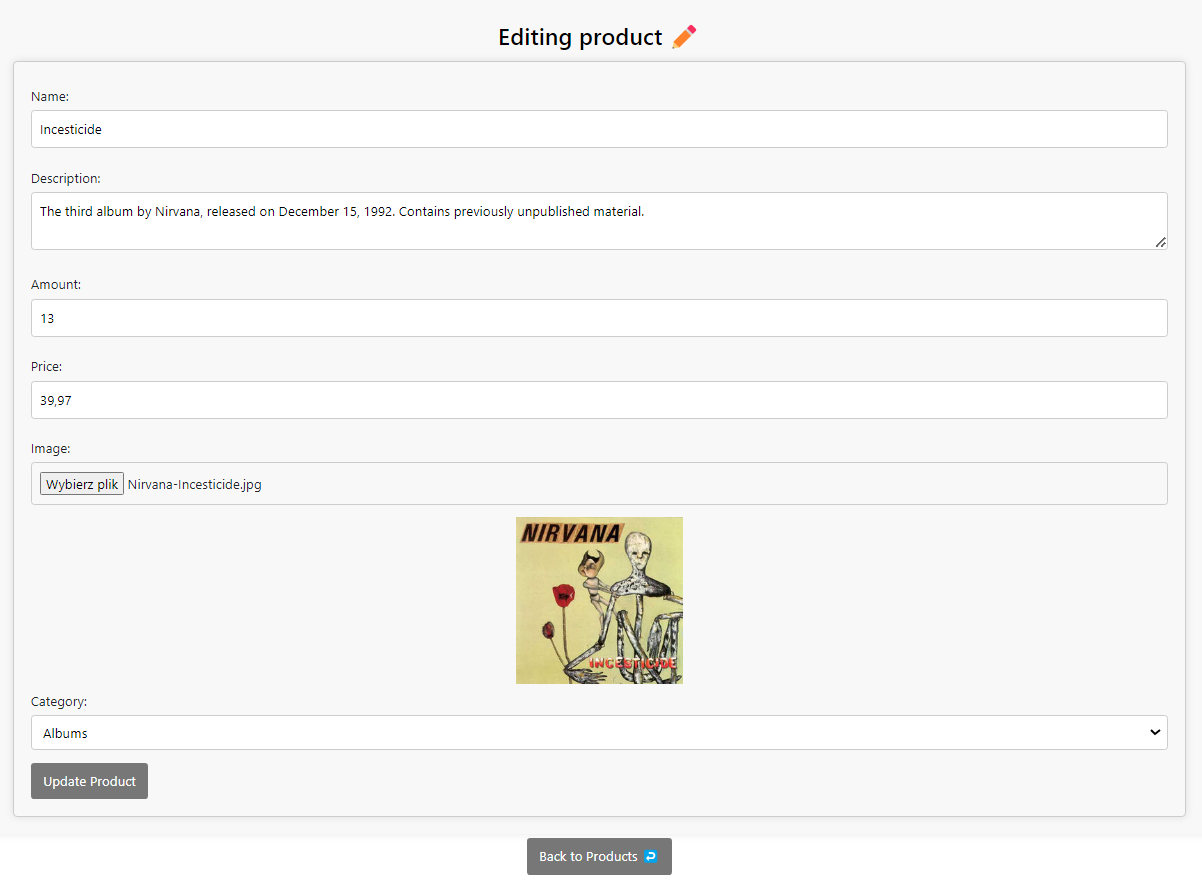 Editing product
Name:
Incesticide
Description:
The third album by Nirvana, released on December 15, 1992. Contains previously unpublished material.
Amount:
13
Price:
39,97
Image:
Wybierz plik Nirvana-Incesticide.jpg
NIRVANA
INCESTICIDE
Category:
Albums
Update Product
Back to Products